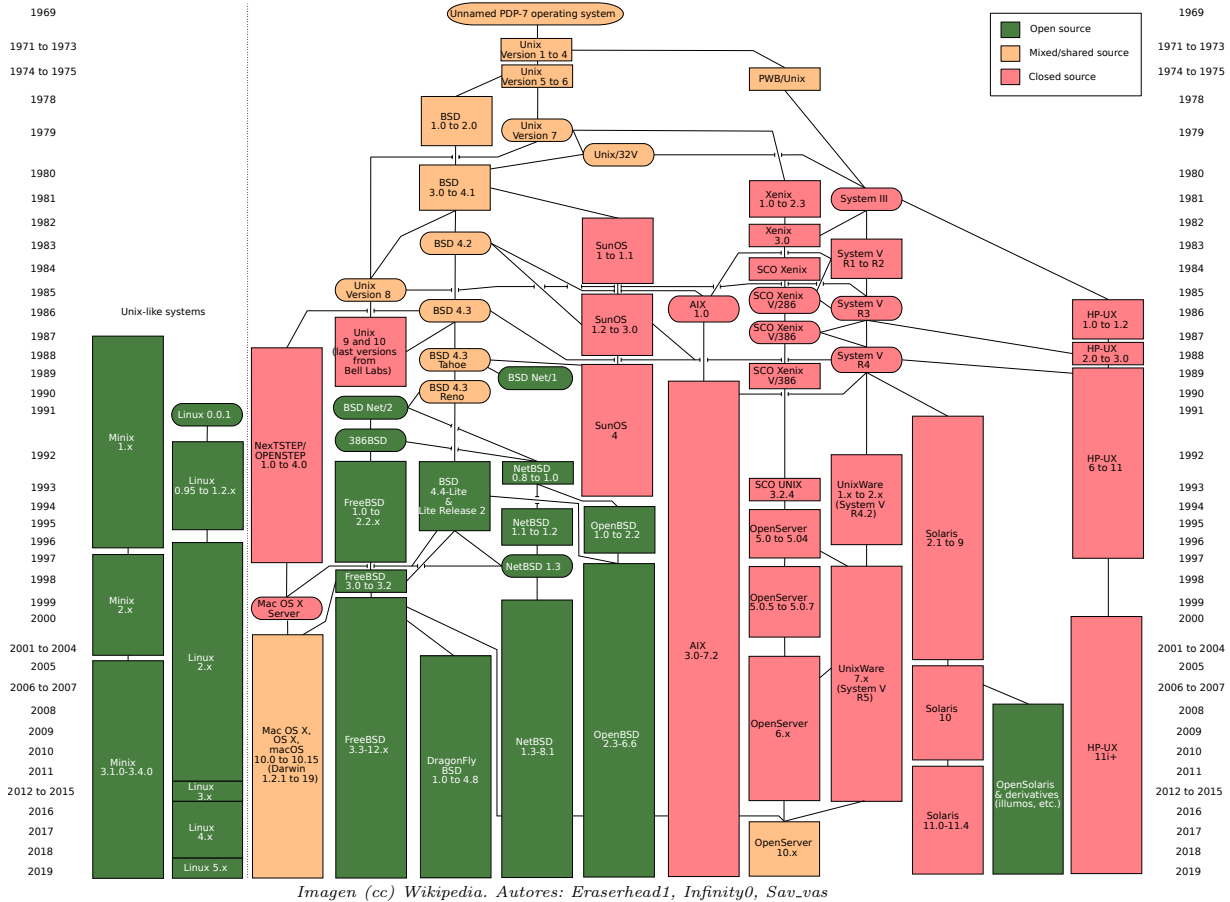 1969
Unnamed PDP-7 operating system
1969
Open source
Mixed/shared source
Closed source
1971 to 1973
Unix
Version 1 to 4
1971 to 1973
1974 to 1975
Unix
Version 5 to 6
PWB/Unix
1974 to 1975
1978
BSD
1.0 to 2.0
1978
1979
Unix
Version 7
1979
Unix/32V
1980
BSD
3.0 to 4.1
1980
1981
Xenix
1.0 to 2.3
System III
1981
1982
Xenix
3.0
1982
1983
BSD 4.2
SunOS
1 to 1.1
System V
R1 to R2
1983
1984
SCO Xenix
1984
1985
Unix
Version 8
SCO Xenix
V/286
1985
Unix-like systems
1986
BSD 4.3
SunOS
1.2 to 3.0
AIX
1.0
System V
R3
HP-UX
1.0 to 1.2
1986
1987
Unix
9 and 10
(last versions
from
Bell Labs)
SCO Xenix
V/386
1987
1988
BSD 4.3
Tahoe
System V
R4
HP-UX
2.0 to 3.0
1988
1989
BSD Net/1
SCO Xenix
V/386
1989
1990
BSD 4.3
Reno
1990
1991
Linux 0.0.1
BSD Net/2
1991
Minix
1.x
386BSD
SunOS
4
1992
NexTSTEP/
OPENSTEP
1.0 to 4.0
NetBSD
0.8 to 1.0
HP-UX
6 to 11
1992
1993
Linux
0.95 to 1.2.x
FreeBSD
1.0 to
2.2.x
BSD
4.4-Lite
&
Lite Release 2
SCO UNIX
3.2.4
UnixWare
1.x to 2.x
(System V
R4.2)
1993
1994
1994
1995
NetBSD
1.1 to 1.2
OpenBSD
1.0 to 2.2
OpenServer
5.0 to 5.04
Solaris
2.1 to 9
1995
1996
1996
1997
NetBSD 1.3
1997
1998
FreeBSD
3.0 to 3.2
1998
1999
Minix
2.x
Mac OS X
Server
OpenServer
5.0.5 to 5.0.7
1999
2000
2000
2001 to 2004
Linux
2.x
AIX
3.0-7.2
2001 to 2004
2005
UnixWare
7.x
(System V
R5)
2005
2006 to 2007
2006 to 2007
2008
OpenServer
6.x
Solaris
10
2008
2009
Mac OS X,
OS X,
macOS
10.0 to 10.15
(Darwin
1.2.1 to 19)
FreeBSD
3.3-12.x
NetBSD
1.3-8.1
OpenBSD
2.3-6.6
2009
2010
Minix
3.1.0-3.4.0
DragonFly
BSD
1.0 to 4.8
HP-UX
11i+
2010
2011
2011
2012 to 2015
Linux
3.x
OpenSolaris
& derivatives
(illumos, etc.)
2012 to 2015
2016
Solaris
11.0-11.4
2016
2017
Linux
4.x
2017
2018
OpenServer
10.x
2018
2019
Linux 5.x
2019
Imagen (cc) Wikipedia. Autores: Eraserhead1, Infinity0, Sav_vas